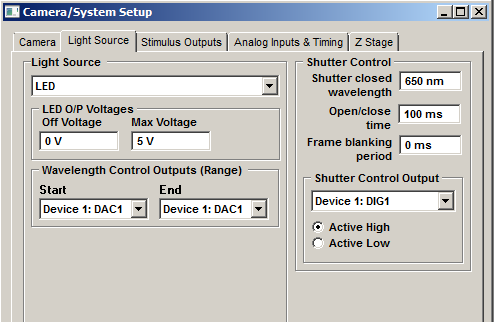 Camera/System Setup
Camera Light Source Stimulus Outputs Analog Inputs & Timing Z Stage
Light Source
LED
LED O/P Voltages
Off Voltage Max Voltage
0 V 5 V
Wavelength Control Outputs (Range)
Start End
Device 1: DAC1 Device 1: DAC1
Shutter Control
Shutter closed
wavelength 650 nm
Open/close
time 100 ms
Frame blanking
period 0 ms
Shutter Control Output
Device 1: DIG1
Active High
Active Low